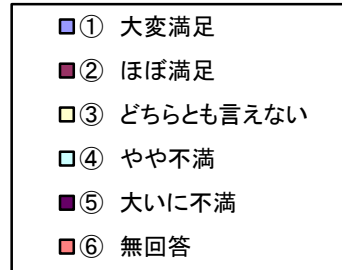 ① 大変満足
② ほぼ満足
③ どちらとも言えない
④ やや不満
⑤ 大いに不満
⑥ 無回答